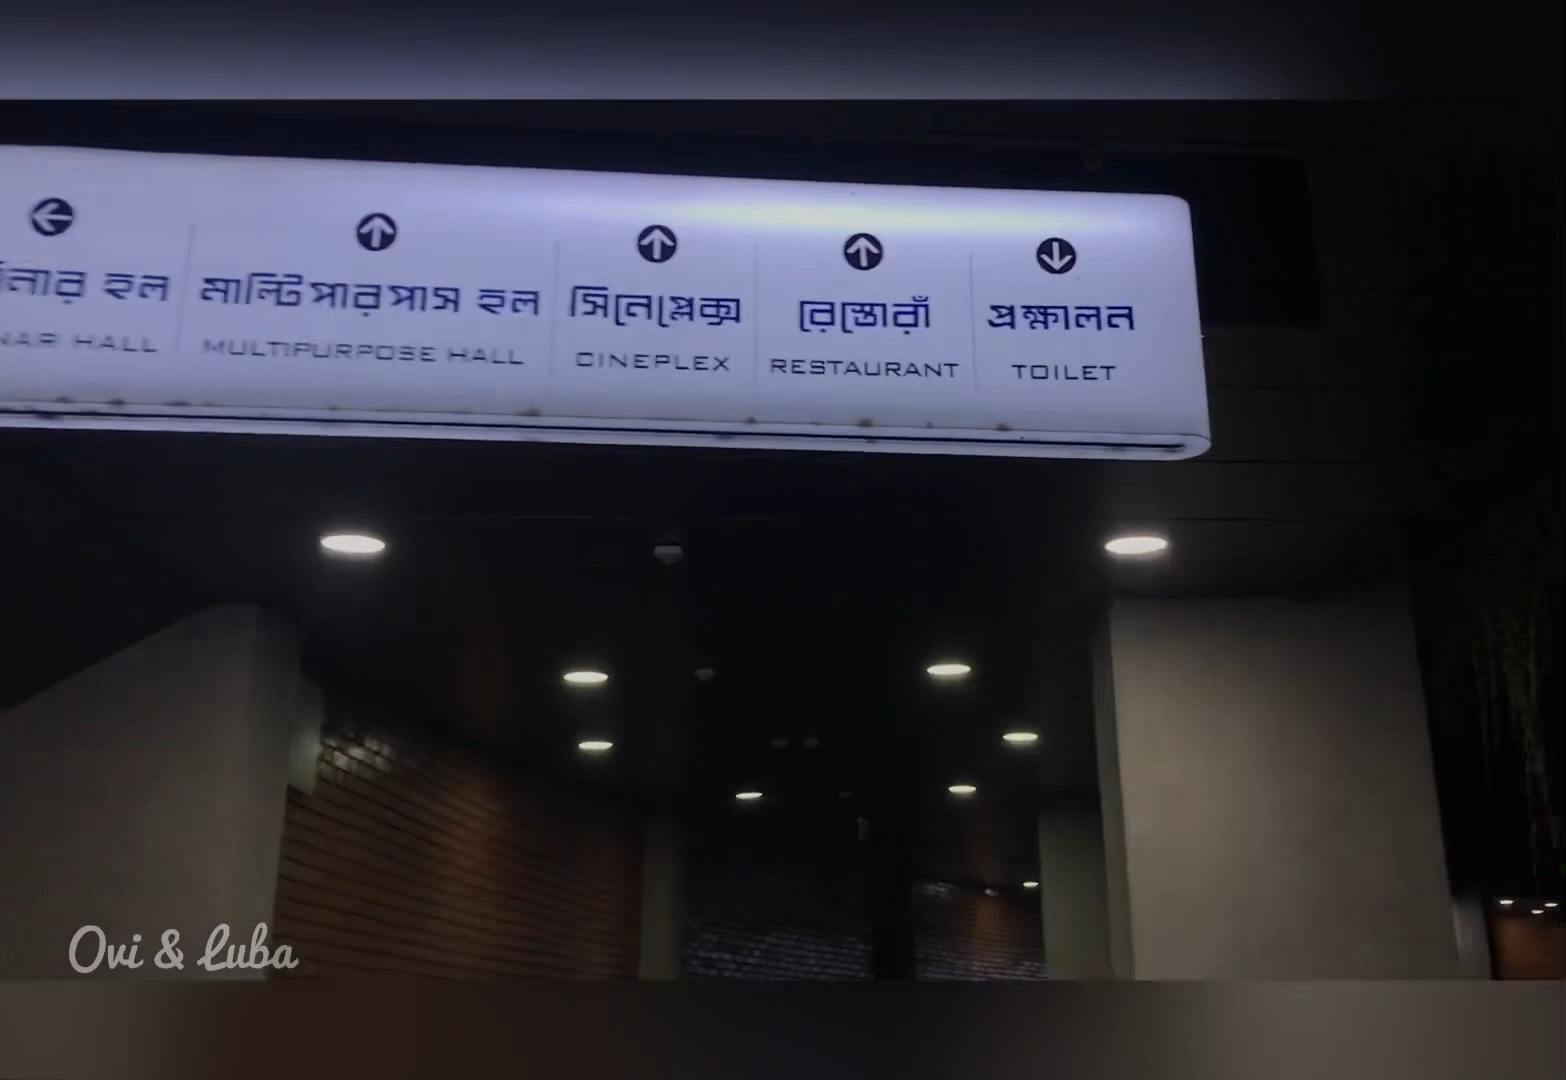 হল
NAR HALL
মাল্টিপারপাস হল
MULTIPURPOSE HALL
সিনেপ্লেক্স
CINEPLEX
রেস্তোরাঁ
RESTAURANT
প্রক্ষালন
TOILET
Ovi & Luba